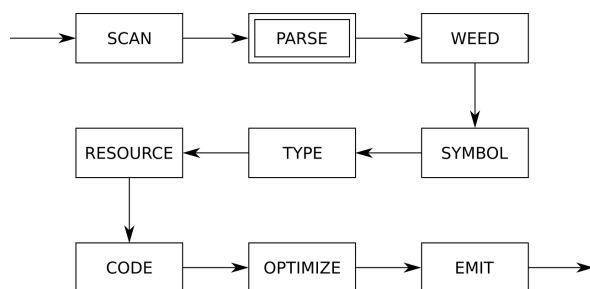 SCAN
PARSE
WEED
RESOURCE
TYPE
SYMBOL
CODE
OPTIMIZE
EMIT